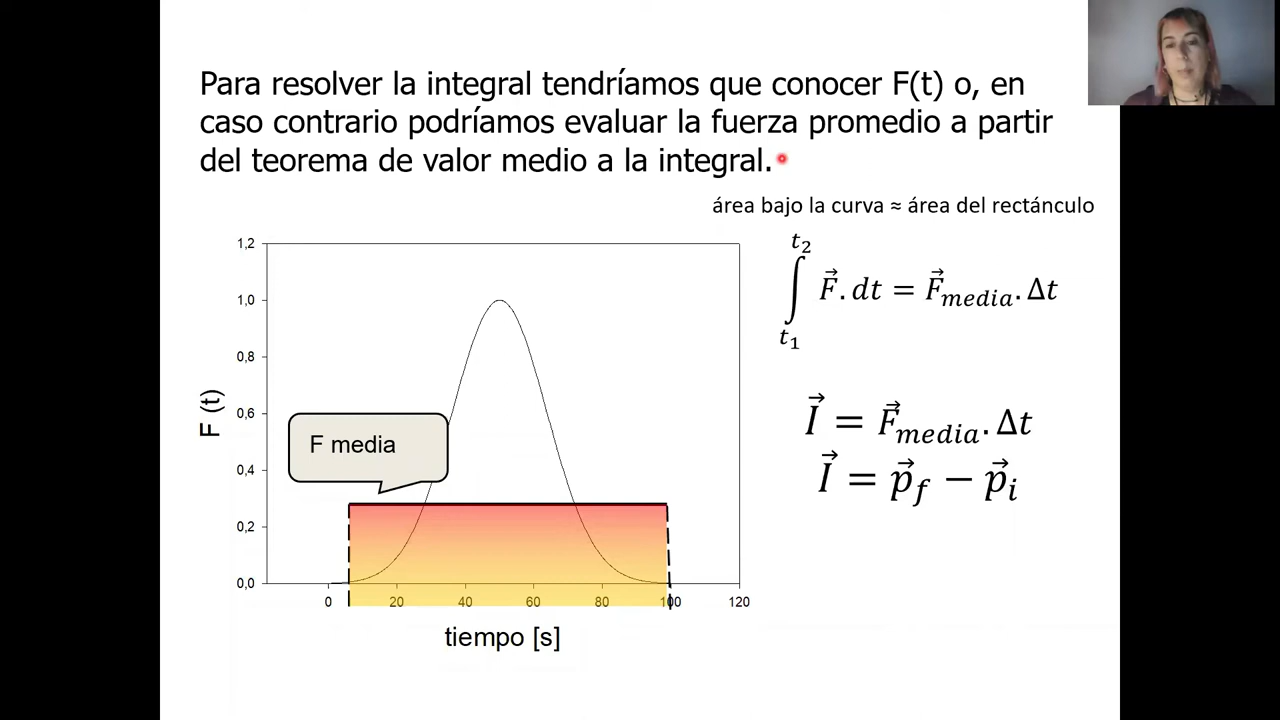 Para resolver la integral tendríamos que conocer F(t) o, en
caso contrario podríamos evaluar la fuerza promedio a partir
del teorema de valor medio a la integral.
área bajo la curva ≈ área del rectánculo
t₂
∫ F⃗. dt = F⃗media. Δt
t₁
I⃗ = F⃗media. Δt
I⃗ = p⃗f − p⃗i
1,2
1,0
0,8
0,6
0,4
0,2
0,0
F (t)
F media
0 20 40 60 80 100 120
tiempo [s]